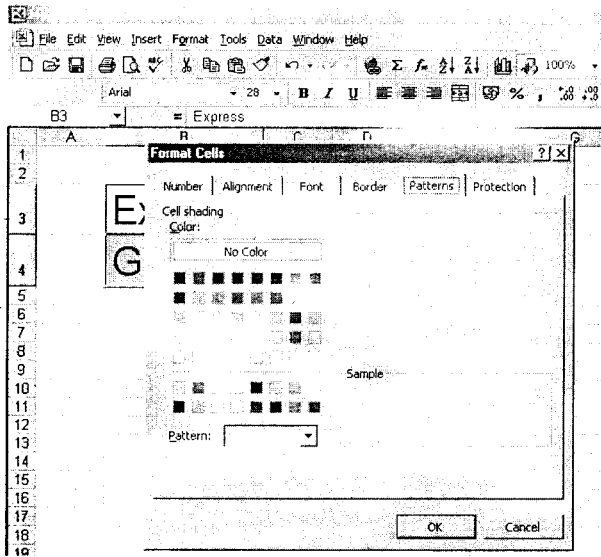 File Edit View Insert Format Tools Data Window Help
100%
Arial 28 B I U % ,
B3 = Express
A B C D G
Format Cells ? X
1
2
Number Alignment Font Border Patterns Protection
Cell shading
Color:
3 Ex
No Color
4 G
5
6
7
8
9
Sample
10
11
12
Pattern:
13
14
15
16
17
OK Cancel
18
19